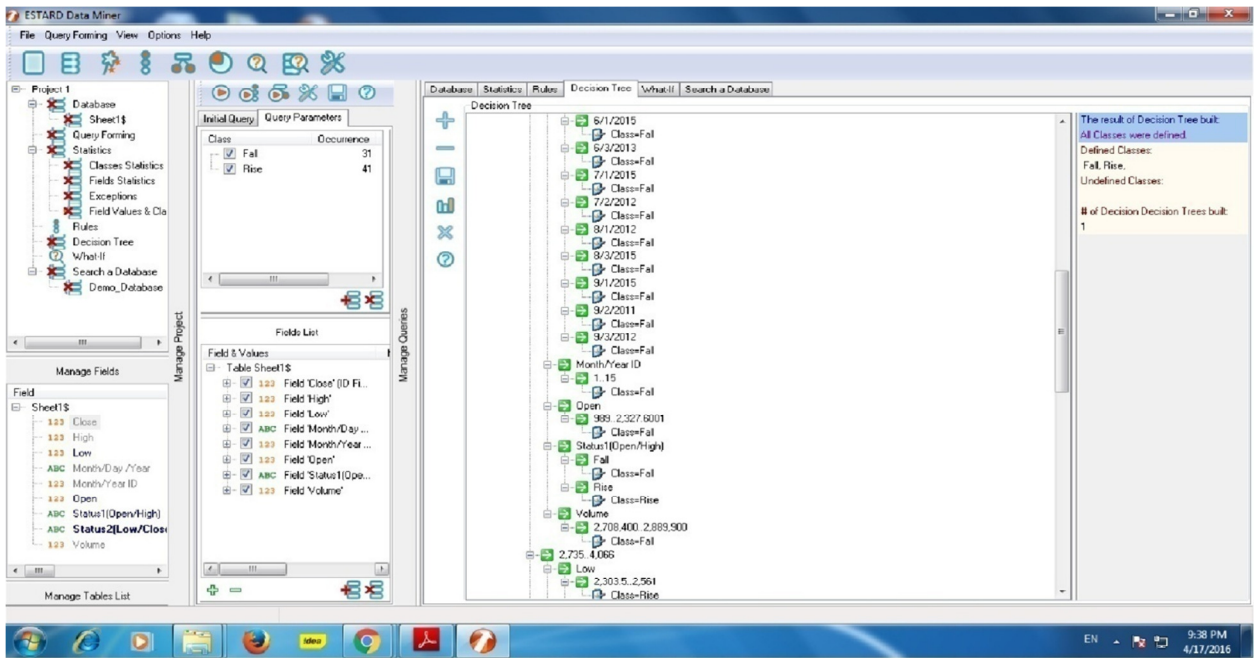 ESTARD Data Miner
File Query Forming View Options Help
Project 1
Database
Sheet1$
Query Forming
Statistics
Classes Statistics
Fields Statistics
Exceptions
Field Values & Cla
Rules
Decision Tree
What-If
Search a Database
Demo_Database
Manage Fields
Field
Sheet1$
123 Close
123 High
123 Low
ABC Month/Day /Year
123 Month/Year ID
123 Open
ABC Status1(Open/High)
ABC Status2(Low/Close
123 Volume
Manage Tables List
Manage Project
Initial Query Query Parameters
Class Occurrence
Fall 31
Rise 41
Fields List
Field & Values
Table Sheet1$
123 Field 'Close' (ID Fi...
123 Field 'High'
123 Field 'Low'
ABC Field 'Month/Day ...
123 Field 'Month/Year ...
123 Field 'Open'
ABC Field 'Status1(Ope...
123 Field 'Volume'
Manage Queries
Database Statistics Rules Decision Tree What-If Search a Database
Decision Tree
6/1/2015
Class=Fall
6/3/2013
Class=Fall
7/1/2015
Class=Fall
7/2/2012
Class=Fall
8/1/2012
Class=Fall
8/3/2015
Class=Fall
9/1/2015
Class=Fall
9/2/2011
Class=Fall
9/3/2012
Class=Fall
Month/Year ID
1..15
Class=Fall
Open
989..2,327.6001
Class=Fall
Status1(Open/High)
Fall
Class=Fall
Rise
Class=Rise
Volume
2,708,400..2,889,900
Class=Fall
2,735..4,066
Low
2,303.5..2,561
Class=Rise
The result of Decision Tree built:
All Classes were defined.
Defined Classes:
Fall, Rise.
Undefined Classes:
# of Decision Decision Trees built:
1
idea
EN
9:38 PM
4/17/2016